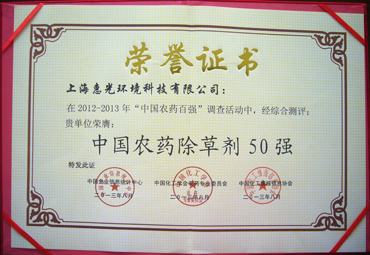 荣誉证书
上海惠光环境科技有限公司：
在2012-2013年“中国农药百强”调查活动中，经综合测评；
贵单位荣膺：
中国农药除草剂50强
特发此证
二〇一三年八月 二〇一三年八月 二〇一三年八月